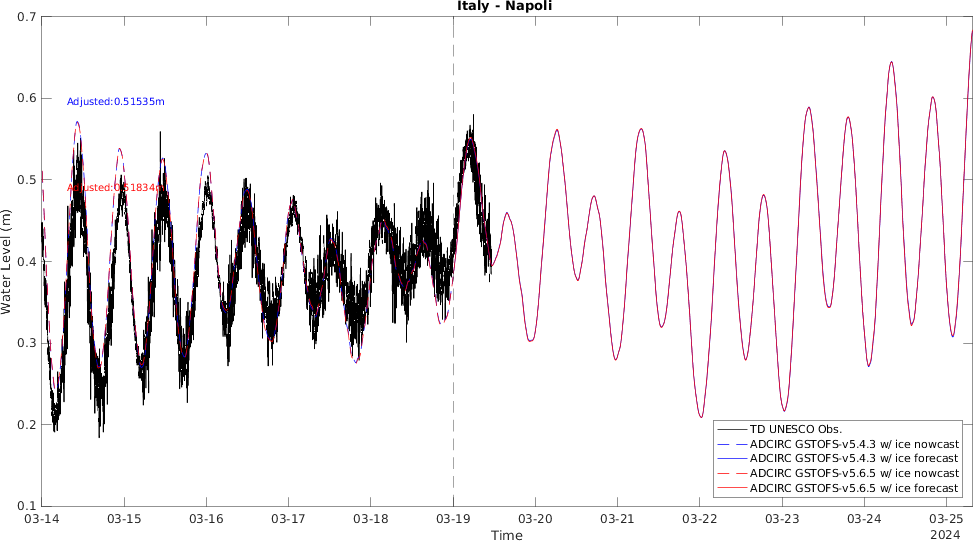 Italy - Napoli
0.7
0.6
0.5
0.4
0.3
0.2
0.1
Water Level (m)
Adjusted:0.51535m
Adjusted:0.51834m
TD UNESCO Obs.
ADCIRC GSTOFS-v5.4.3 w/ ice nowcast
ADCIRC GSTOFS-v5.4.3 w/ ice forecast
ADCIRC GSTOFS-v5.6.5 w/ ice nowcast
ADCIRC GSTOFS-v5.6.5 w/ ice forecast
03-14 03-15 03-16 03-17 03-18 03-19 03-20 03-21 03-22 03-23 03-24 03-25
Time
2024